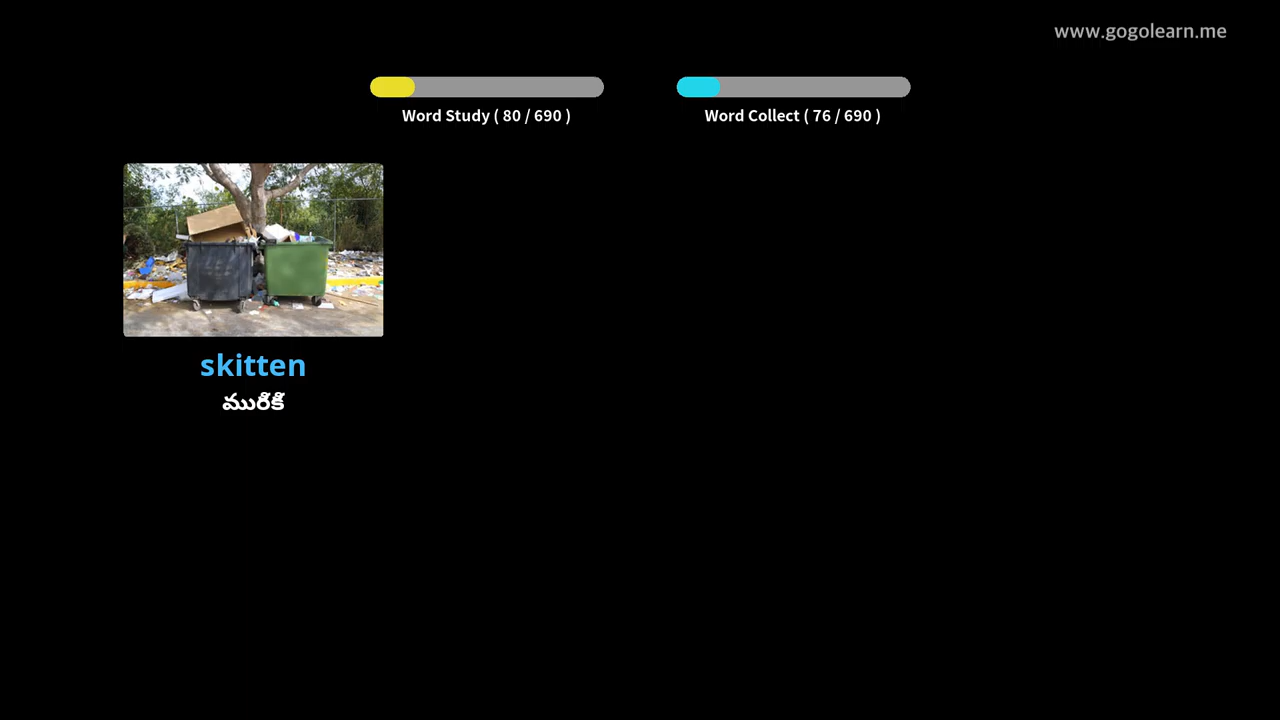 www.gogolearn.me
Word Study ( 80 / 690 )
Word Collect ( 76 / 690 )
skitten
మురికి